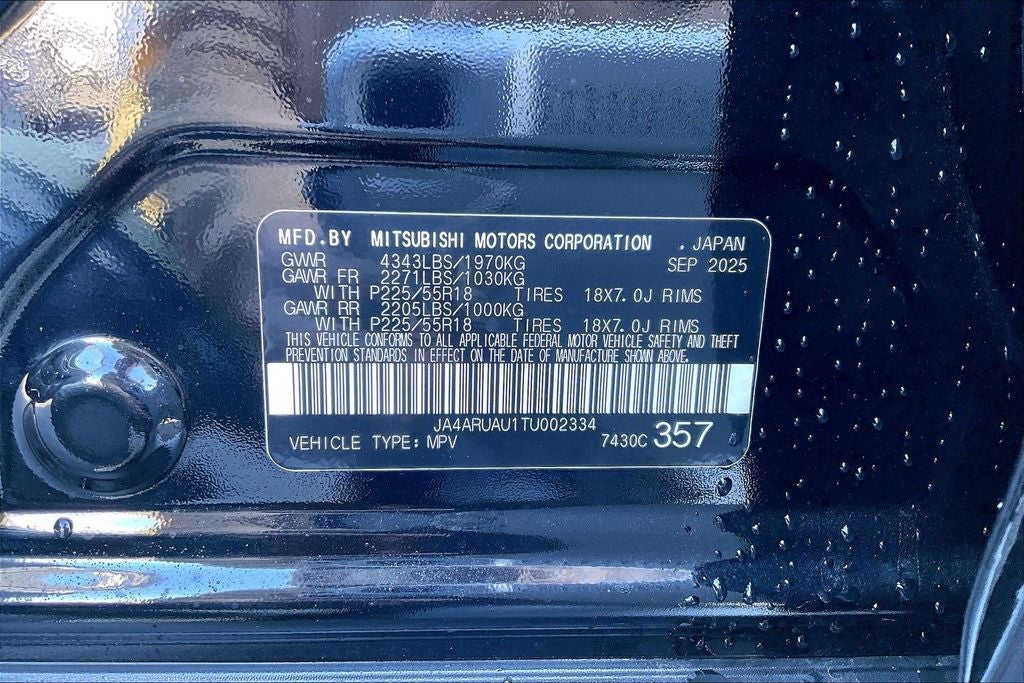 MFD.BY MITSUBISHI MOTORS CORPORATION . JAPAN
GVWR 4343LBS/1970KG SEP 2025
GAWR FR 2271LBS/1030KG
WITH P225/55R18 TIRES 18X7.0J RIMS
GAWR RR 2205LBS/1000KG
WITH P225/55R18 TIRES 18X7.0J RIMS
THIS VEHICLE CONFORMS TO ALL APPLICABLE FEDERAL MOTOR VEHICLE SAFETY AND THEFT
PREVENTION STANDARDS IN EFFECT ON THE DATE OF MANUFACTURE SHOWN ABOVE.
JA4ARUAU1TU002334
VEHICLE TYPE: MPV 7430C 357